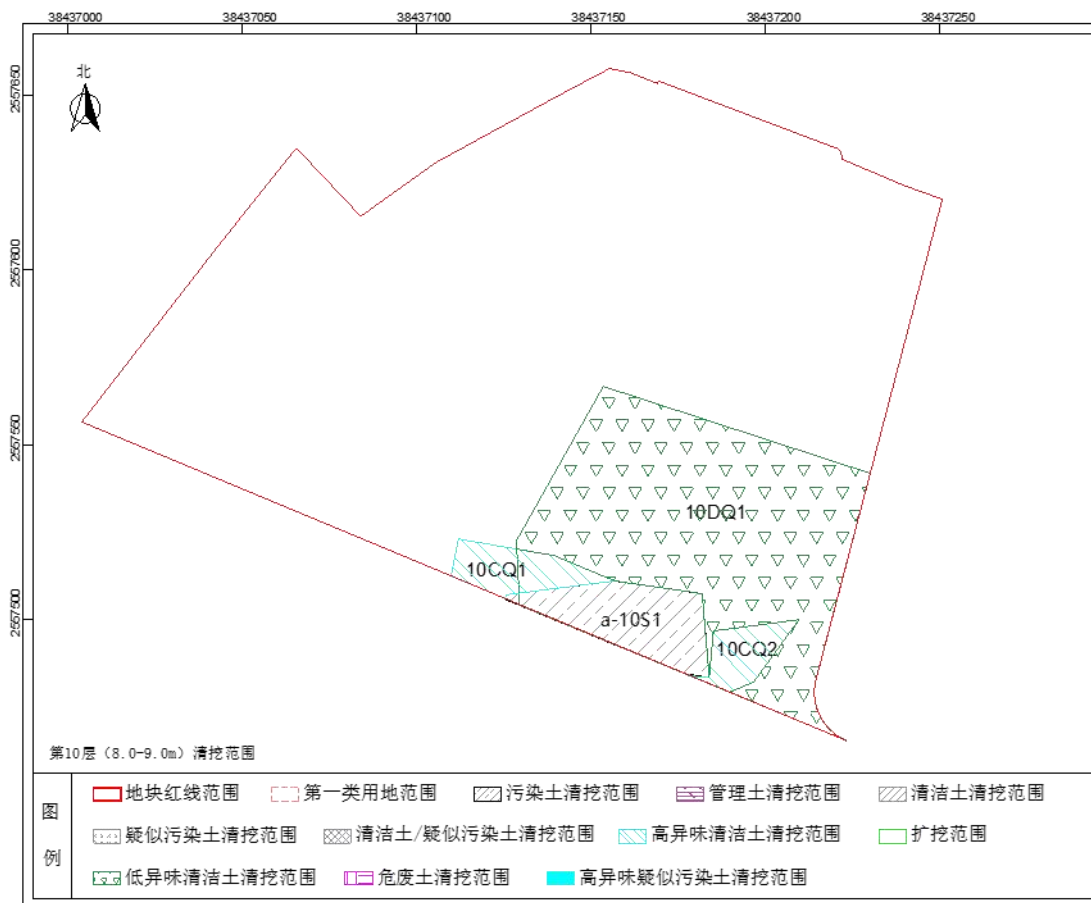 38437000 38437050 38437100 38437150 38437200 38437250
2557650
北
2557600
2557550
10DQ1
10CQ1
2557500
a-10S1
10CQ2
第10层（8.0-9.0m）清挖范围
图例
地块红线范围 第一类用地范围 污染土清挖范围 管理土清挖范围 清洁土清挖范围
疑似污染土清挖范围 清洁土/疑似污染土清挖范围 高异味清洁土清挖范围 扩挖范围
低异味清洁土清挖范围 危废土清挖范围 高异味疑似污染土清挖范围